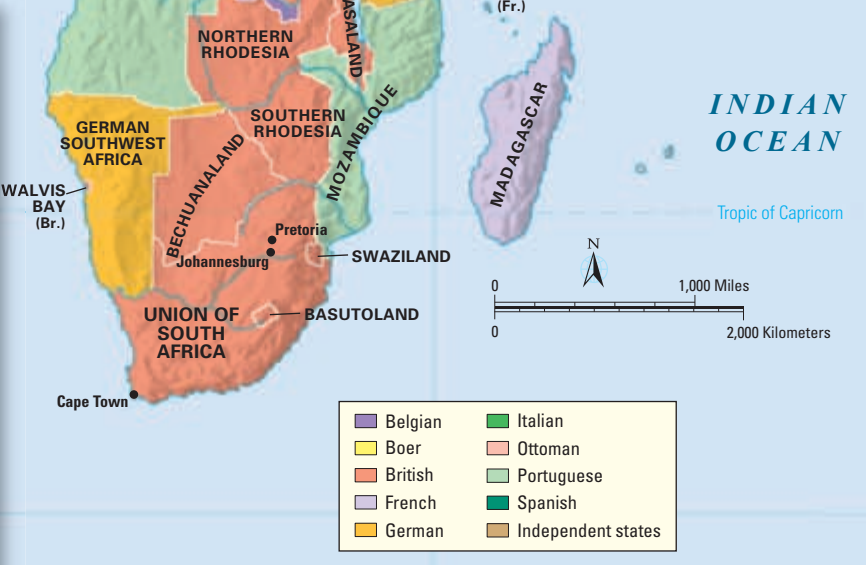 (Fr.)
NORTHERN
RHODESIA
ASALAND
INDIAN
OCEAN
GERMAN
SOUTHWEST
AFRICA
SOUTHERN
RHODESIA
MOZAMBIQUE
MADAGASCAR
WALVIS
BAY
(Br.)
BECHUANALAND
Tropic of Capricorn
Pretoria
Johannesburg
SWAZILAND
N
0 1,000 Miles
0 2,000 Kilometers
UNION OF
SOUTH
AFRICA
BASUTOLAND
Cape Town
Belgian
Boer
British
French
German
Italian
Ottoman
Portuguese
Spanish
Independent states